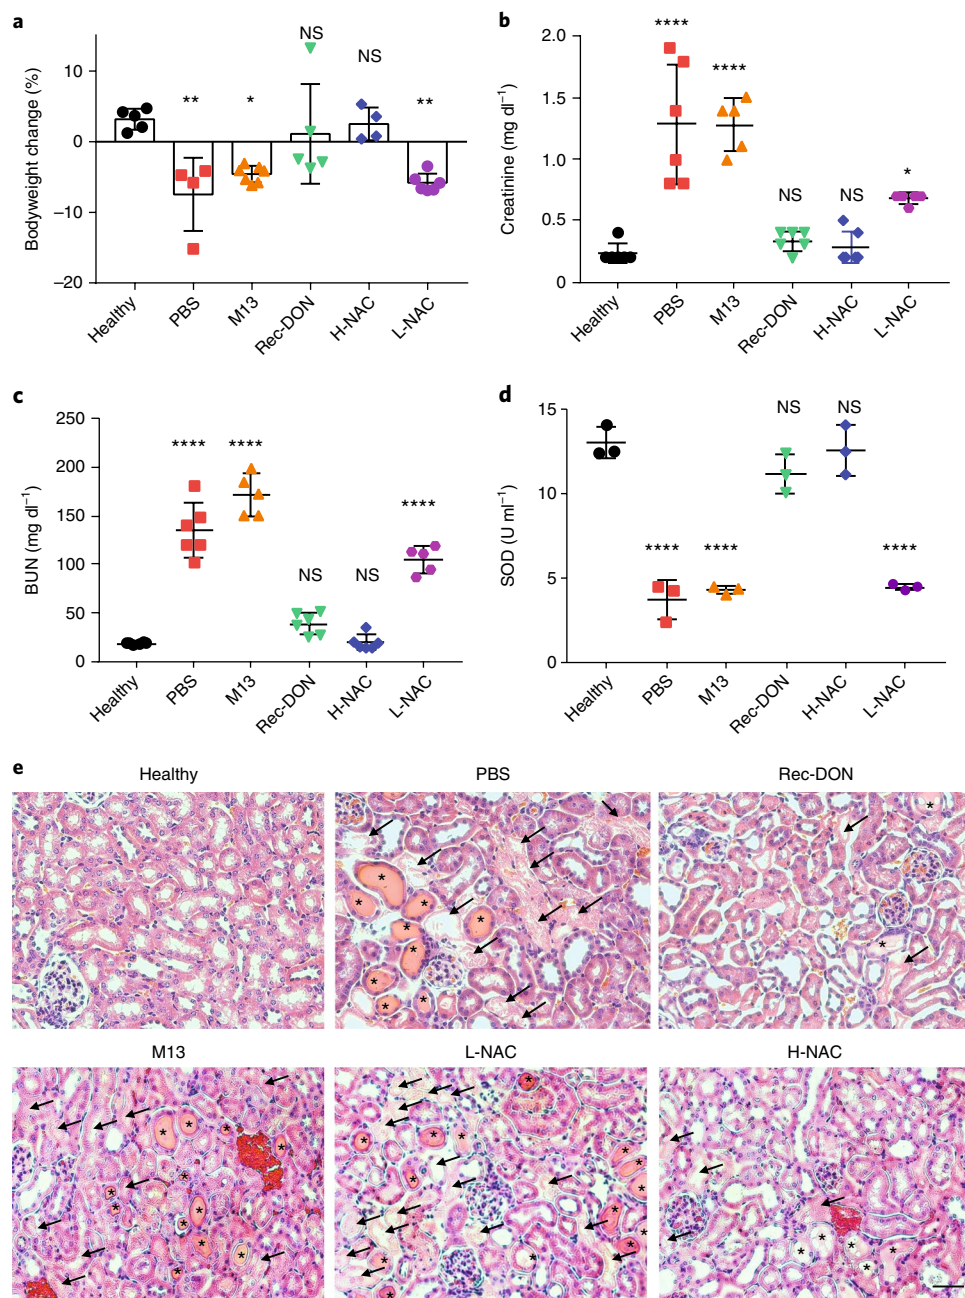 a
Bodyweight change (%)
10
0
–10
–20
** * NS NS **
Healthy PBS M13 Rec-DON H-NAC L-NAC
b
Creatinine (mg dl–1)
2.0
1.5
1.0
0.5
0
**** **** NS NS *
Healthy PBS M13 Rec-DON H-NAC L-NAC
c
BUN (mg dl–1)
250
200
150
100
50
0
**** **** NS NS ****
Healthy PBS M13 Rec-DON H-NAC L-NAC
d
SOD (U ml–1)
15
10
5
0
**** **** NS NS ****
Healthy PBS M13 Rec-DON H-NAC L-NAC
e
Healthy PBS Rec-DON
M13 L-NAC H-NAC